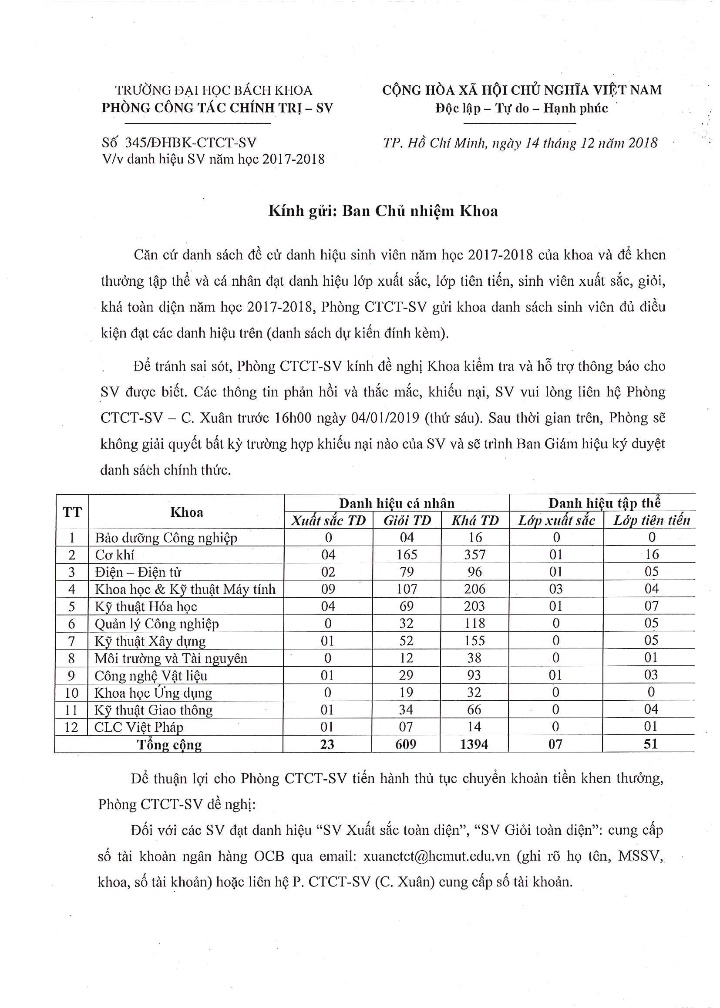 TRƯỜNG ĐẠI HỌC BÁCH KHOA
PHÒNG CÔNG TÁC CHÍNH TRỊ – SV
CỘNG HÒA XÃ HỘI CHỦ NGHĨA VIỆT NAM
Độc lập – Tự do – Hạnh phúc
Số 345/ĐHBK-CTCT-SV
V/v danh hiệu SV năm học 2017-2018
TP. Hồ Chí Minh, ngày 14 tháng 12 năm 2018
Kính gửi: Ban Chủ nhiệm Khoa
Căn cứ danh sách đề cử danh hiệu sinh viên năm học 2017-2018 của khoa và để khen
thưởng tập thể và cá nhân đạt danh hiệu lớp xuất sắc, lớp tiên tiến, sinh viên xuất sắc, giỏi,
khá toàn diện năm học 2017-2018, Phòng CTCT-SV gửi khoa danh sách sinh viên đủ điều
kiện đạt các danh hiệu trên (danh sách dự kiến đính kèm).
Để tránh sai sót, Phòng CTCT-SV kính đề nghị Khoa kiểm tra và hỗ trợ thông báo cho
SV được biết. Các thông tin phản hồi và thắc mắc, khiếu nại, SV vui lòng liên hệ Phòng
CTCT-SV – C. Xuân trước 16h00 ngày 04/01/2019 (thứ sáu). Sau thời gian trên, Phòng sẽ
không giải quyết bất kỳ trường hợp khiếu nại nào của SV và sẽ trình Ban Giám hiệu ký duyệt
danh sách chính thức.
TT Khoa Danh hiệu cá nhân Danh hiệu tập thể
Xuất sắc TD Giỏi TD Khá TD Lớp xuất sắc Lớp tiên tiến
1 Bảo dưỡng Công nghiệp 0 04 16 0 0
2 Cơ khí 04 165 357 01 16
3 Điện – Điện tử 02 79 96 01 05
4 Khoa học & Kỹ thuật Máy tính 09 107 206 03 04
5 Kỹ thuật Hóa học 04 69 203 01 07
6 Quản lý Công nghiệp 0 32 118 0 05
7 Kỹ thuật Xây dựng 01 52 155 0 05
8 Môi trường và Tài nguyên 0 12 38 0 01
9 Công nghệ Vật liệu 01 29 93 01 03
10 Khoa học Ứng dụng 0 19 32 0 0
11 Kỹ thuật Giao thông 01 34 66 0 04
12 CLC Việt Pháp 01 07 14 0 01
Tổng cộng 23 609 1394 07 51
Để thuận lợi cho Phòng CTCT-SV tiến hành thủ tục chuyển khoản tiền khen thưởng,
Phòng CTCT-SV đề nghị:
Đối với các SV đạt danh hiệu “SV Xuất sắc toàn diện”, “SV Giỏi toàn diện”: cung cấp
số tài khoản ngân hàng OCB qua email: xuanctct@hcmut.edu.vn (ghi rõ họ tên, MSSV,
khoa, số tài khoản) hoặc liên hệ P. CTCT-SV (C. Xuân) cung cấp số tài khoản.